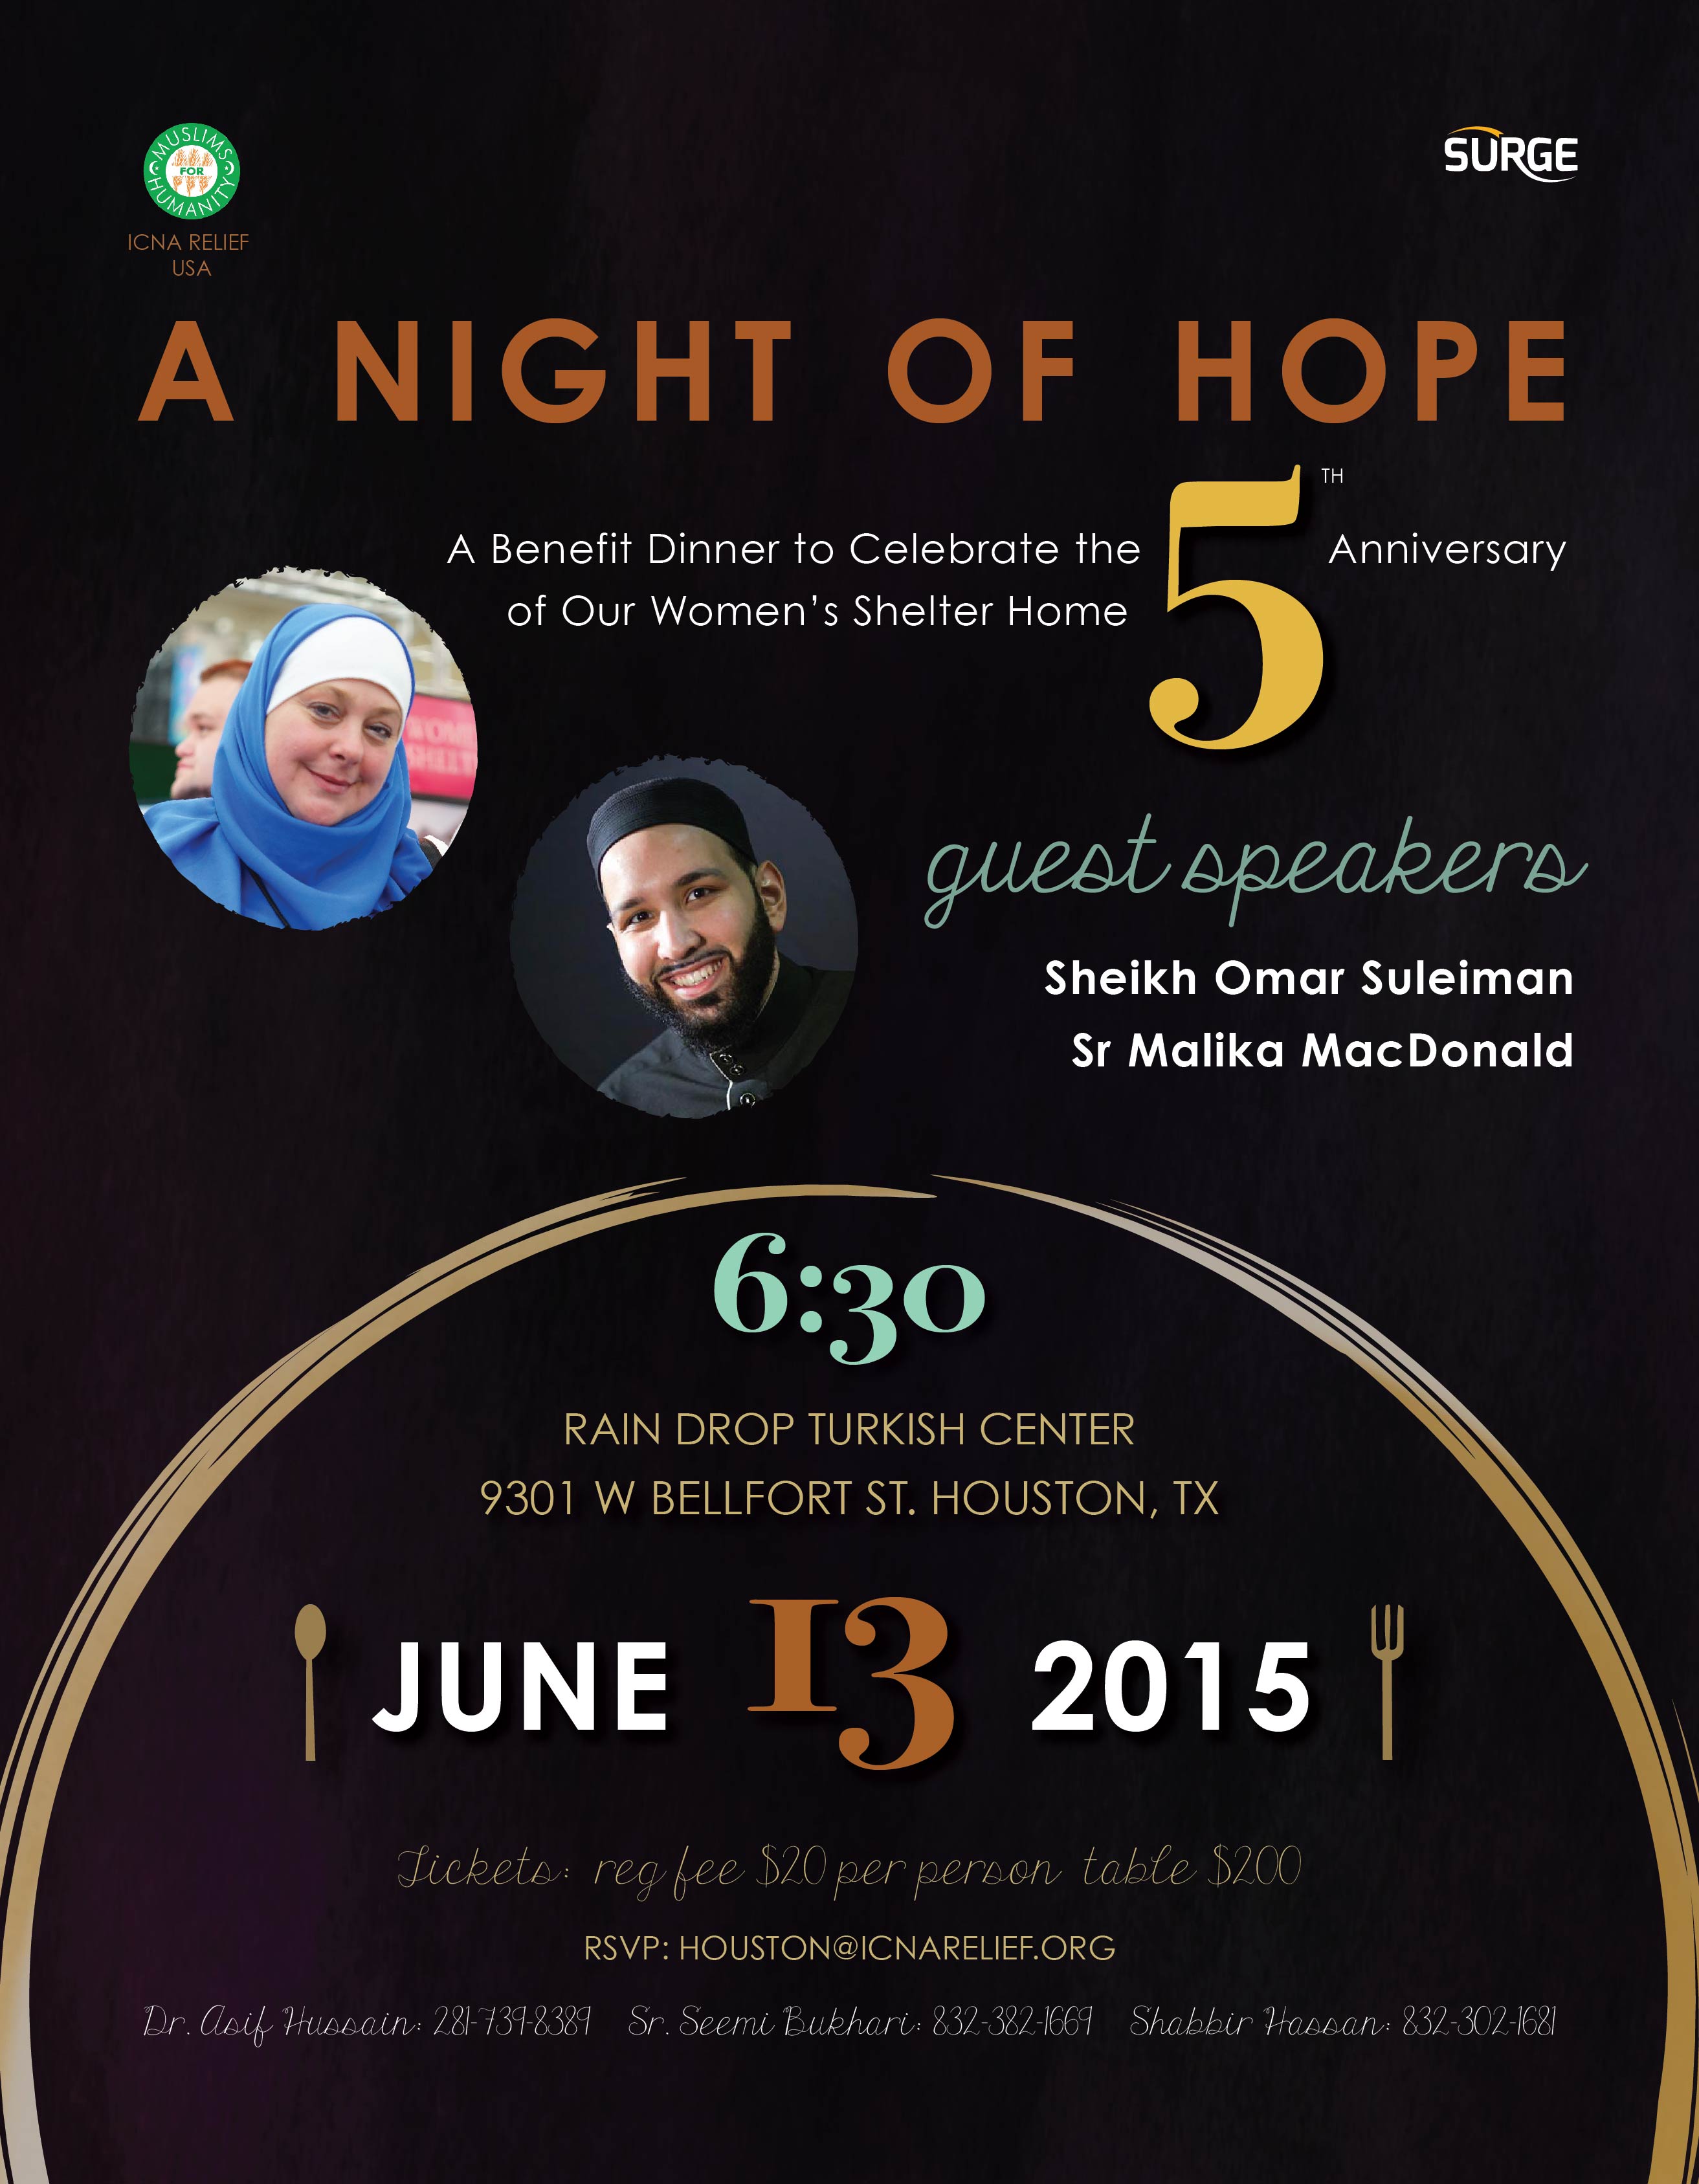 MUSLIMS
FOR
HUMANITY
ICNA RELIEF
USA
SURGE
A NIGHT OF HOPE
A Benefit Dinner to Celebrate the 5TH Anniversary
of Our Women's Shelter Home
WOM
SHELT
guest speakers
Sheikh Omar Suleiman
Sr Malika MacDonald
6:30
RAIN DROP TURKISH CENTER
9301 W BELLFORT ST. HOUSTON, TX
JUNE 13 2015
Tickets: reg fee $20 per person table $200
RSVP: HOUSTON@ICNARELIEF.ORG
Dr. Asif Hussain: 281-739-8389 Sr. Seemi Bukhari: 832-382-1669 Shabbir Hassan: 832-302-1681